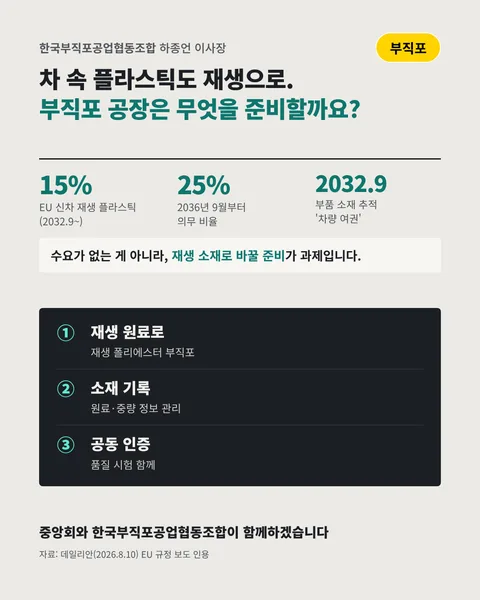 한국부직포공업협동조합 하종언 이사장
부직포
차 속 플라스틱도 재생으로.
부직포 공장은 무엇을 준비할까요?
15%
EU 신차 재생 플라스틱
(2032.9~)
25%
2036년 9월부터
의무 비율
2032.9
부품 소재 추적
'차량 여권'
수요가 없는 게 아니라, 재생 소재로 바꿀 준비가 과제입니다.
① 재생 원료로
재생 폴리에스터 부직포
② 소재 기록
원료·중량 정보 관리
③ 공동 인증
품질 시험 함께
중앙회와 한국부직포공업협동조합이 함께하겠습니다
자료: 데일리안(2026.8.10) EU 규정 보도 인용